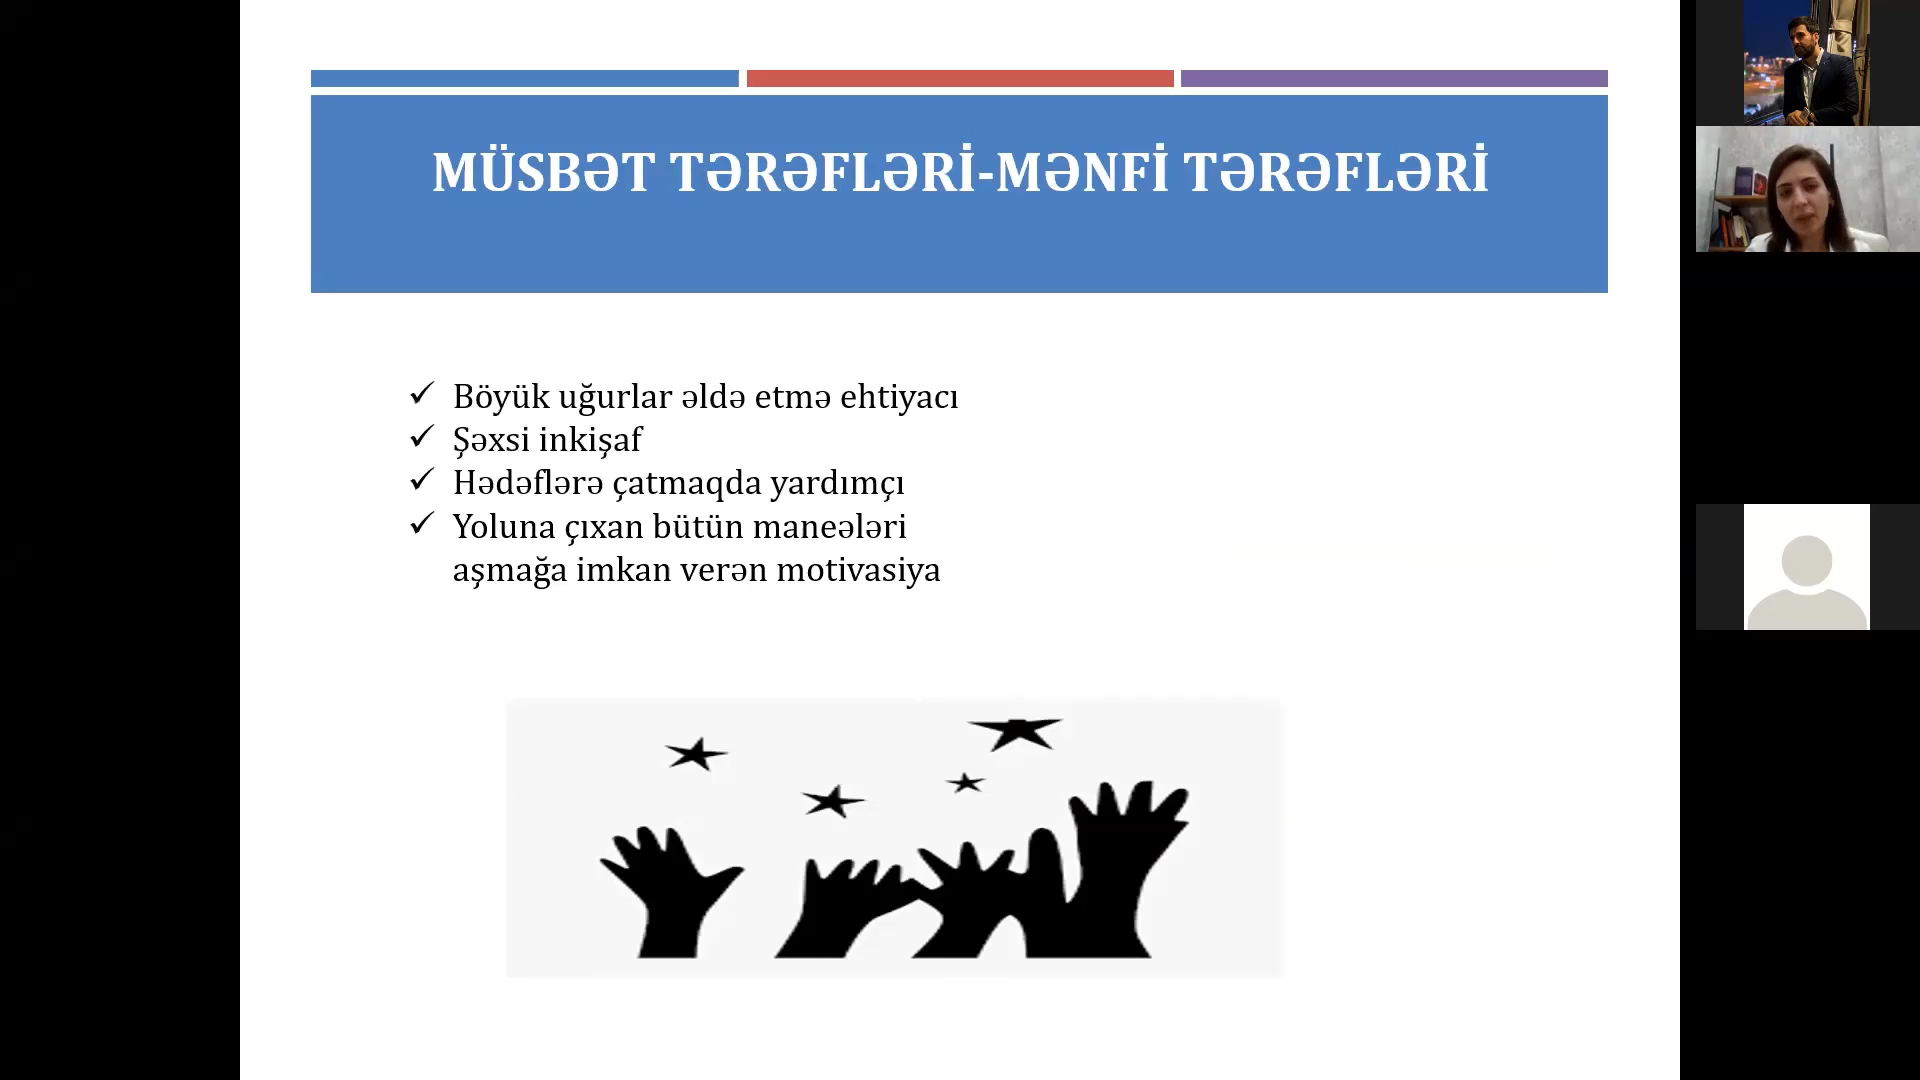 MÜSBƏT TƏRƏFLƏRİ-MƏNFİ TƏRƏFLƏRİ
Böyük uğurlar əldə etmə ehtiyacı
Şəxsi inkişaf
Hədəflərə çatmaqda yardımçı
Yoluna çıxan bütün maneələri
aşmağa imkan verən motivasiya